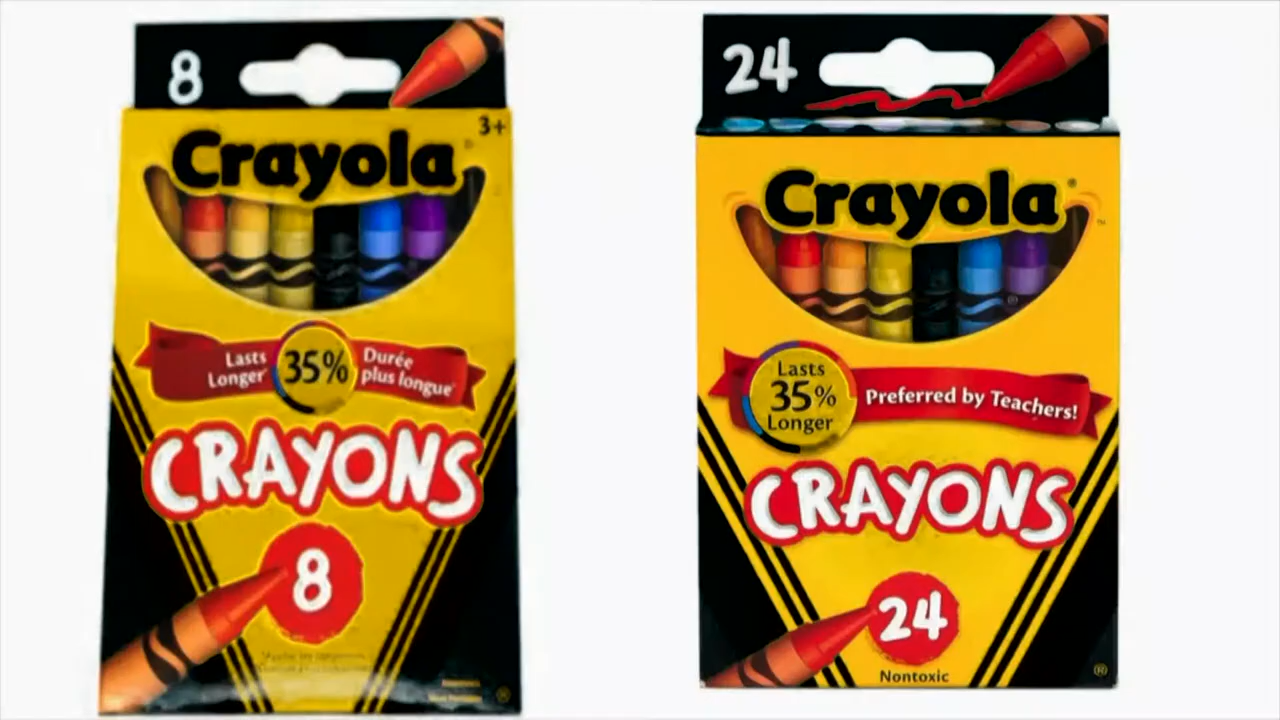 8
3+
Crayola
Lasts
Longer
35%
Durée
plus longue
CRAYONS
8
®
24
Crayola®
™
Lasts
35%
Longer
Preferred by Teachers!
CRAYONS
24
Nontoxic
®